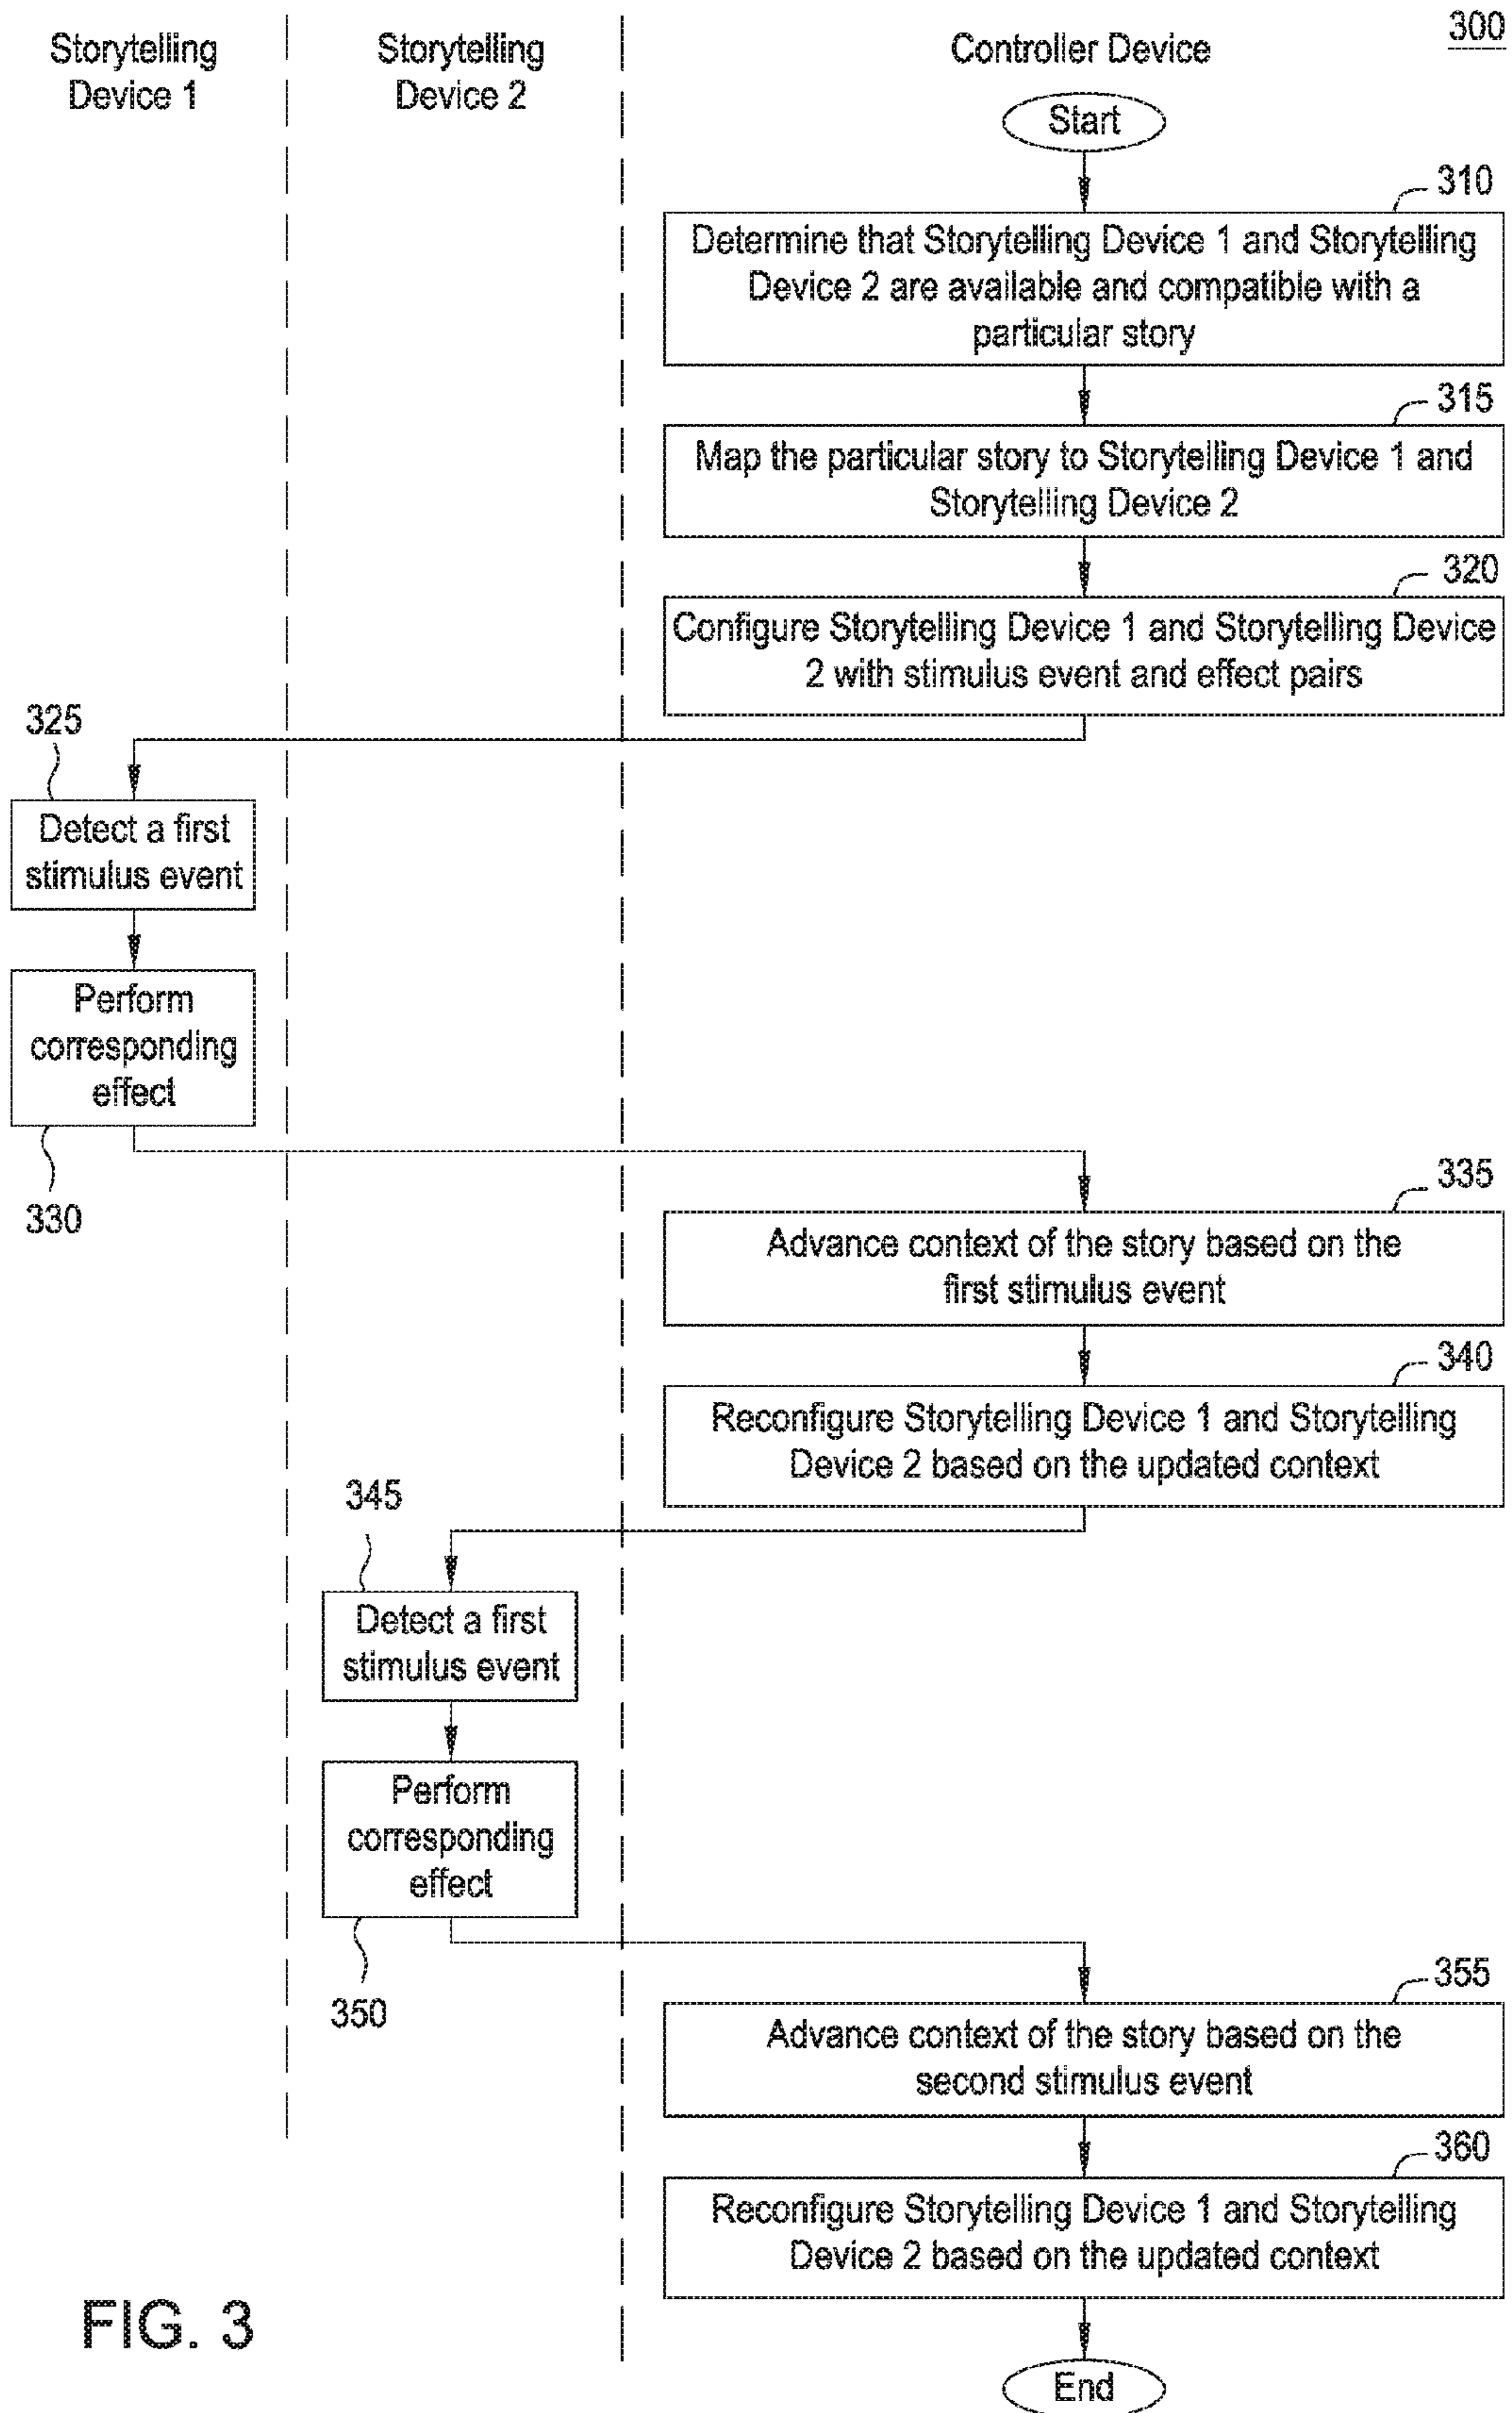 300
Storytelling
Device 1
Storytelling
Device 2
Controller Device
Start
310
Determine that Storytelling Device 1 and Storytelling
Device 2 are available and compatible with a
particular story
315
Map the particular story to Storytelling Device 1 and
Storytelling Device 2
320
Configure Storytelling Device 1 and Storytelling Device
2 with stimulus event and effect pairs
325
Detect a first
stimulus event
Perform
corresponding
effect
330
335
Advance context of the story based on the
first stimulus event
340
Reconfigure Storytelling Device 1 and Storytelling
Device 2 based on the updated context
345
Detect a first
stimulus event
Perform
corresponding
effect
350
355
Advance context of the story based on the
second stimulus event
360
Reconfigure Storytelling Device 1 and Storytelling
Device 2 based on the updated context
End
FIG. 3